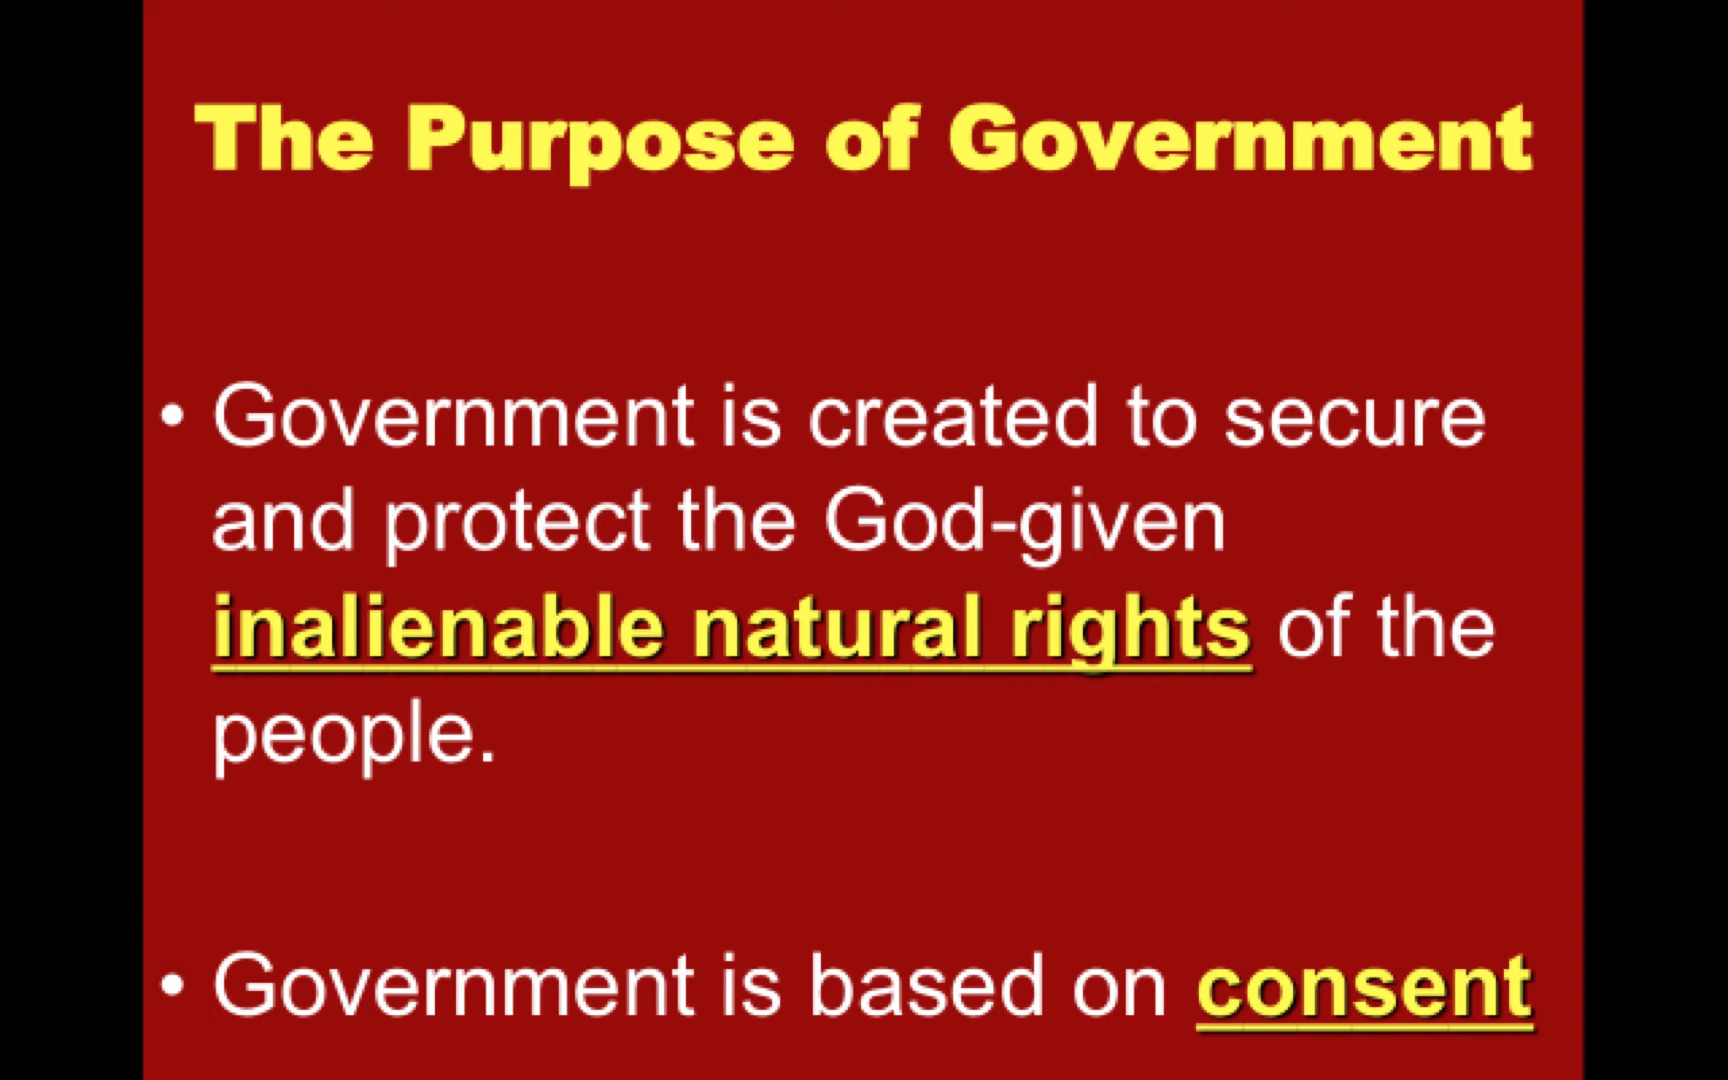 The Purpose of Government
• Government is created to secure
and protect the God-given
inalienable natural rights of the
people.
• Government is based on consent